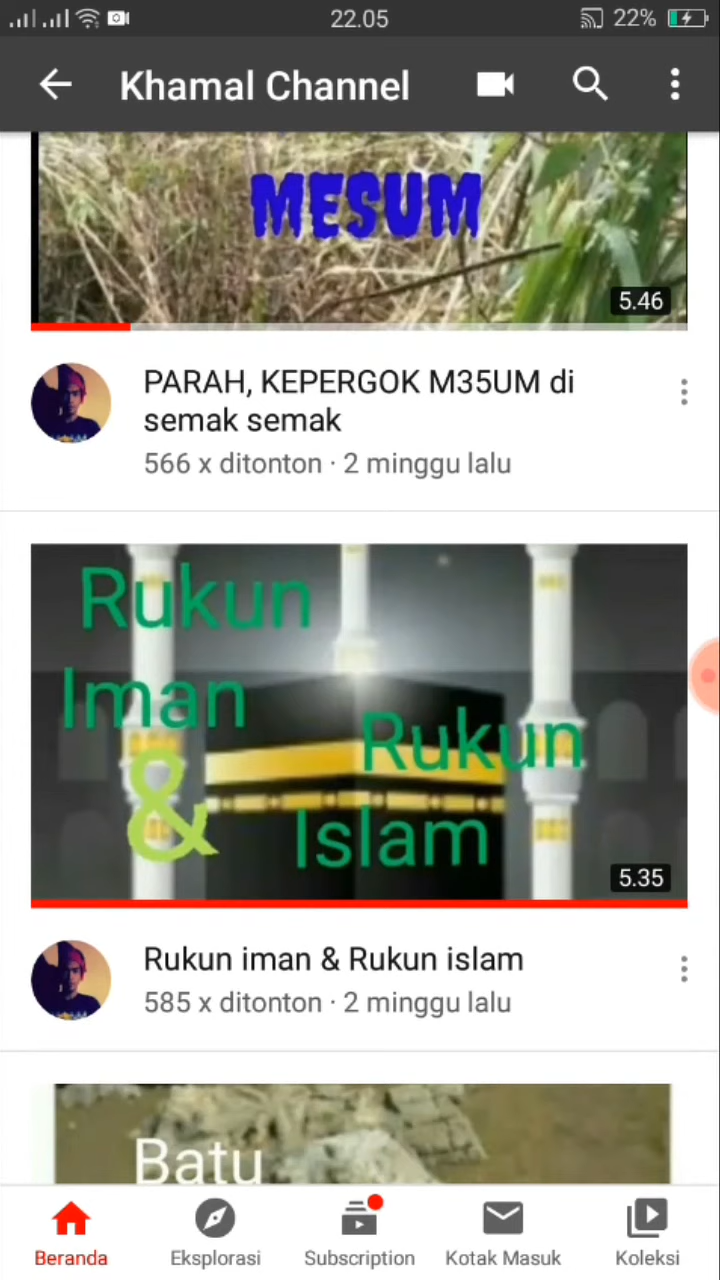 22.05
22%
Khamal Channel
MESUM
5.46
PARAH, KEPERGOK M35UM di
semak semak
566 x ditonton · 2 minggu lalu
Rukun
Iman
Rukun
&
Islam
5.35
Rukun iman & Rukun islam
585 x ditonton · 2 minggu lalu
Batu
Beranda
Eksplorasi
Subscription
Kotak Masuk
Koleksi